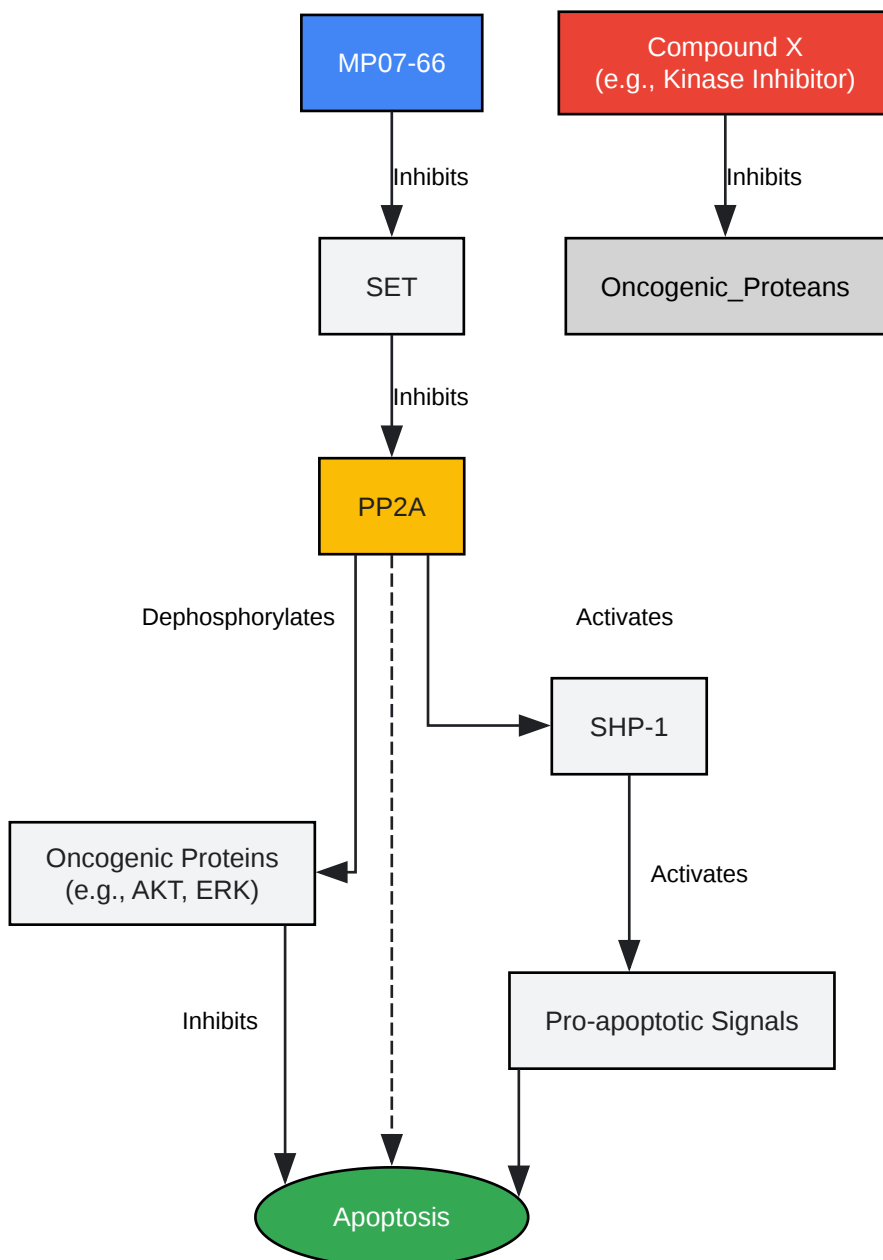 MP07-66
Compound X
(e.g., Kinase Inhibitor)
Inhibits
Inhibits
SET
Oncogenic_Proteans
Inhibits
PP2A
Dephosphorylates
Activates
SHP-1
Oncogenic Proteins
(e.g., AKT, ERK)
Activates
Inhibits
Pro-apoptotic Signals
Apoptosis